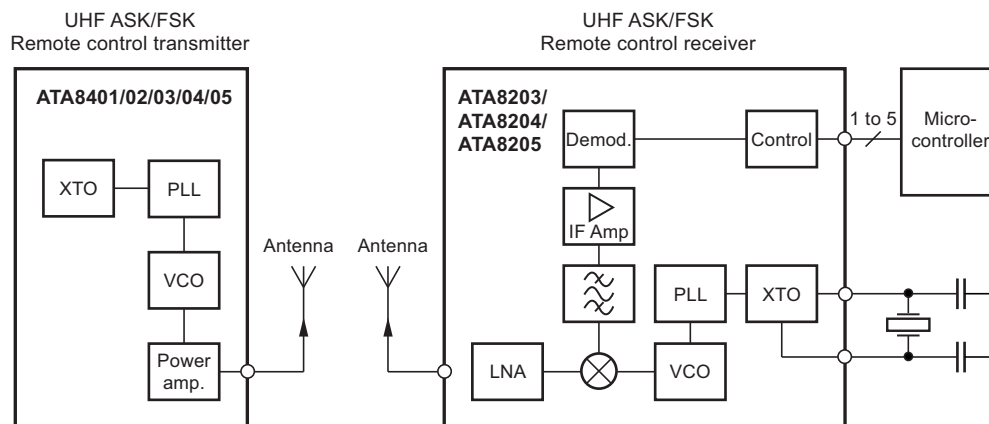 UHF ASK/FSK
Remote control transmitter
ATA8401/02/03/04/05
XTO
PLL
VCO
Power
amp.
Antenna
Antenna
UHF ASK/FSK
Remote control receiver
ATA8203/
ATA8204/
ATA8205
Demod.
Control
1 to 5
Micro-
controller
IF Amp
PLL
XTO
LNA
VCO